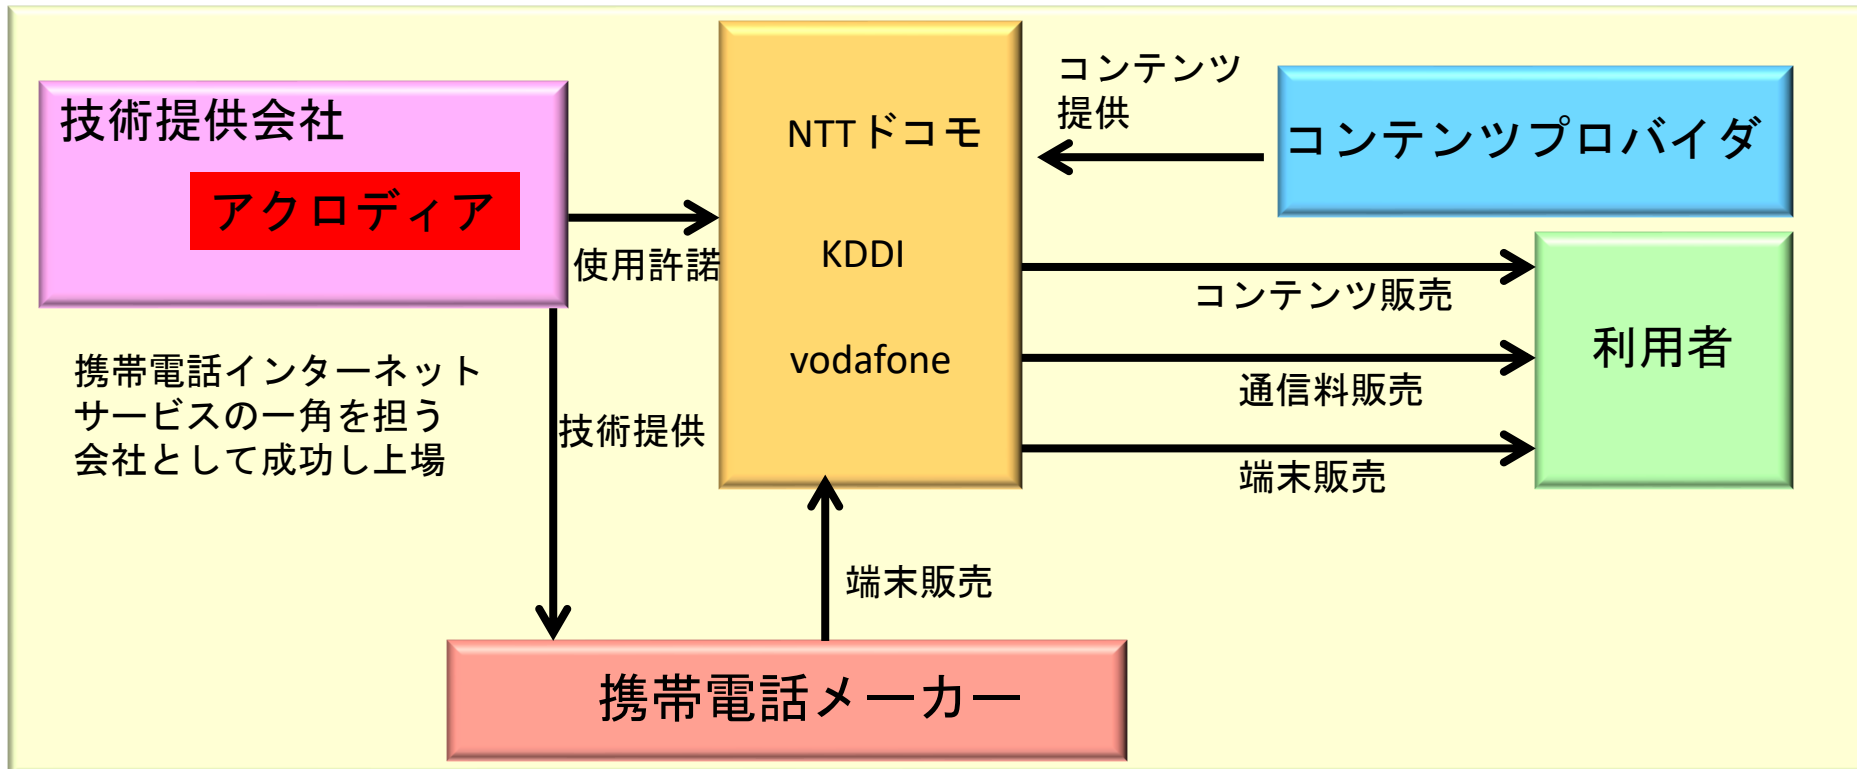 技術提供会社
アクロディア
使用許諾
携帯電話インターネット
サービスの一角を担う
会社として成功し上場
技術提供
NTTドコモ
KDDI
vodafone
コンテンツ
提供
コンテンツプロバイダ
コンテンツ販売
通信料販売
端末販売
利用者
端末販売
携帯電話メーカー